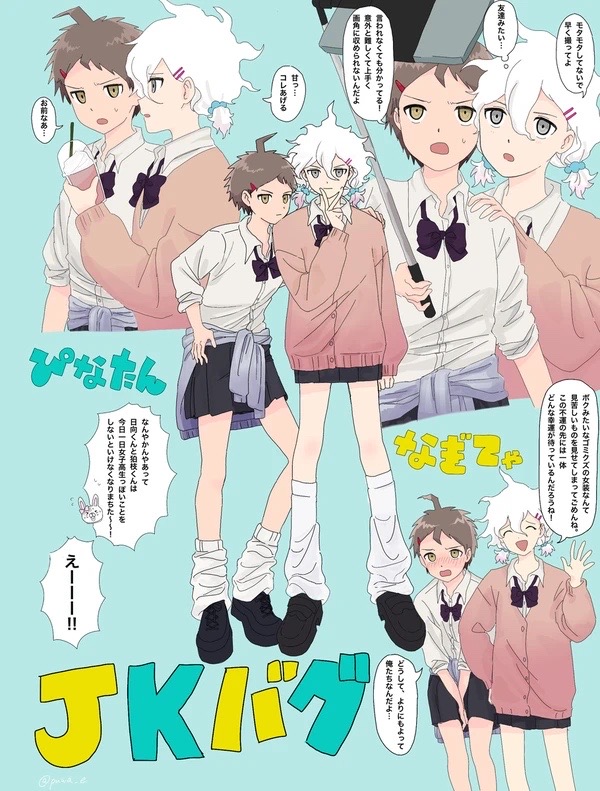 モタモタしてないで
早く撮ってよ
友達みたい…
言われなくても分かってる！
意外と難しくて上手く
画角に収められないんだよ
甘っ…
コレあげる
お前なあ…
ぴなたん
なぎてゃ
なんやかんやあって
日向くんと狛枝くんは
今日一日女子高生っぽいことを
しないといけなくなりまちた〜〜！
えーーー!!
ボクみたいなゴミクズの女装なんて
見苦しいものを見せてしまってごめんね。
この不運の先には一体
どんな幸運が待っているんだろうね！
どうして、よりにもよって
俺たちなんだよ…
JKバグ